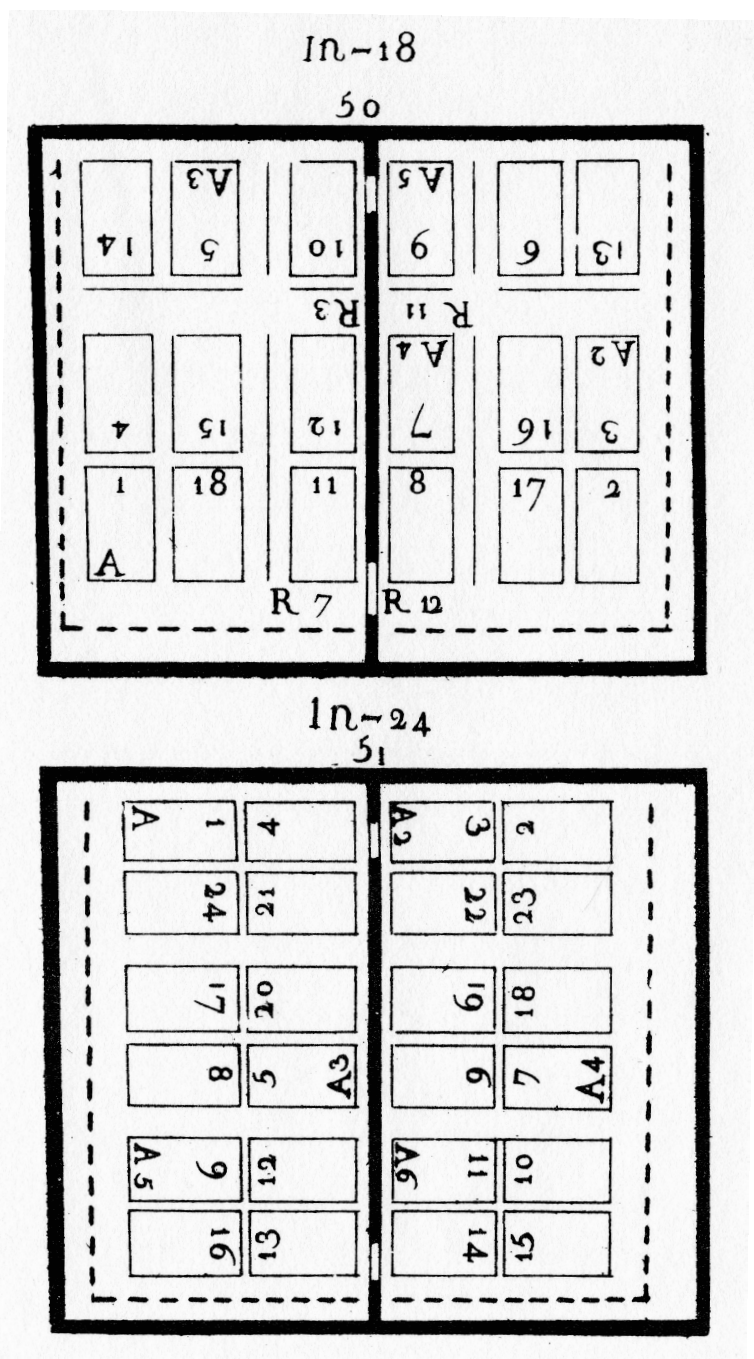 In-18
50
A3 A5
14 5 10 9 6 13
R3 R 11
A4 A2
4 15 12 7 16 3
1 18 11 8 17 2
A
R 7 R 12
In-24
51
A 1 4 A2 3 2
24 21 22 23
17 20 19 18
8 5 A3 6 7 A4
A5 9 12 A6 11 10
16 13 14 15